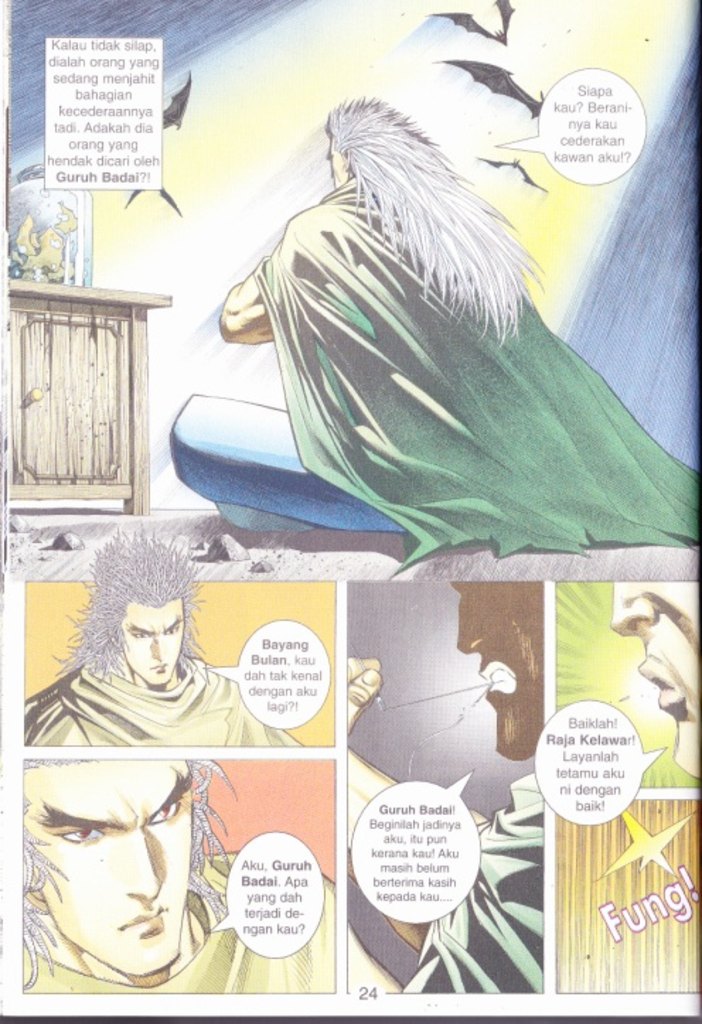 Kalau tidak silap,
dialah orang yang
sedang menjahit
bahagian
kecederaannya
tadi. Adakah dia
orang yang
hendak dicari oleh
Guruh Badai?!
Siapa
kau? Berani-
nya kau
cederakan
kawan aku!?
Bayang
Bulan, kau
dah tak kenal
dengan aku
lagi?!
Aku, Guruh
Badai. Apa
yang dah
terjadi de-
ngan kau?
Guruh Badai!
Beginilah jadinya
aku, itu pun
kerana kau! Aku
masih belum
berterima kasih
kepada kau....
Baiklah!
Raja Kelawar!
Layanlah
tetamu aku
ni dengan
baik!
Fung!
24